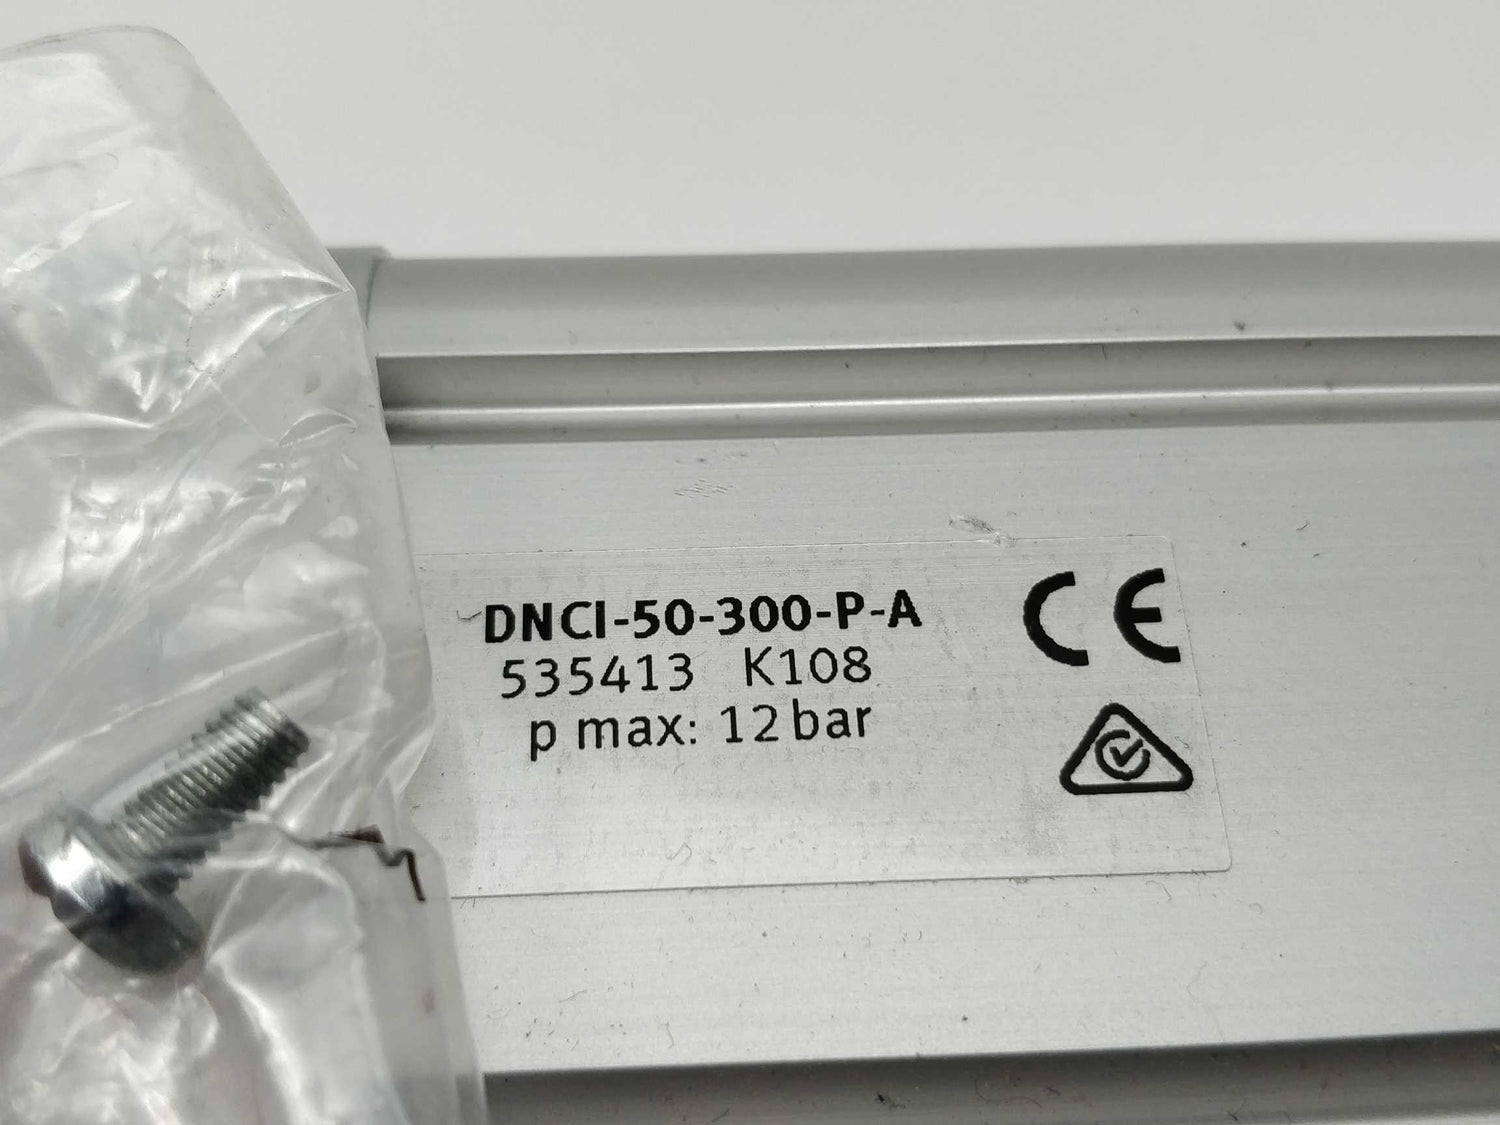 DNCI-50-300-P-A
535413 K108
p max: 12 bar
CE